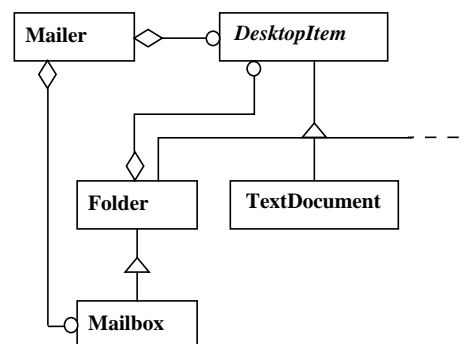 Mailer
DesktopItem
Folder
TextDocument
Mailbox